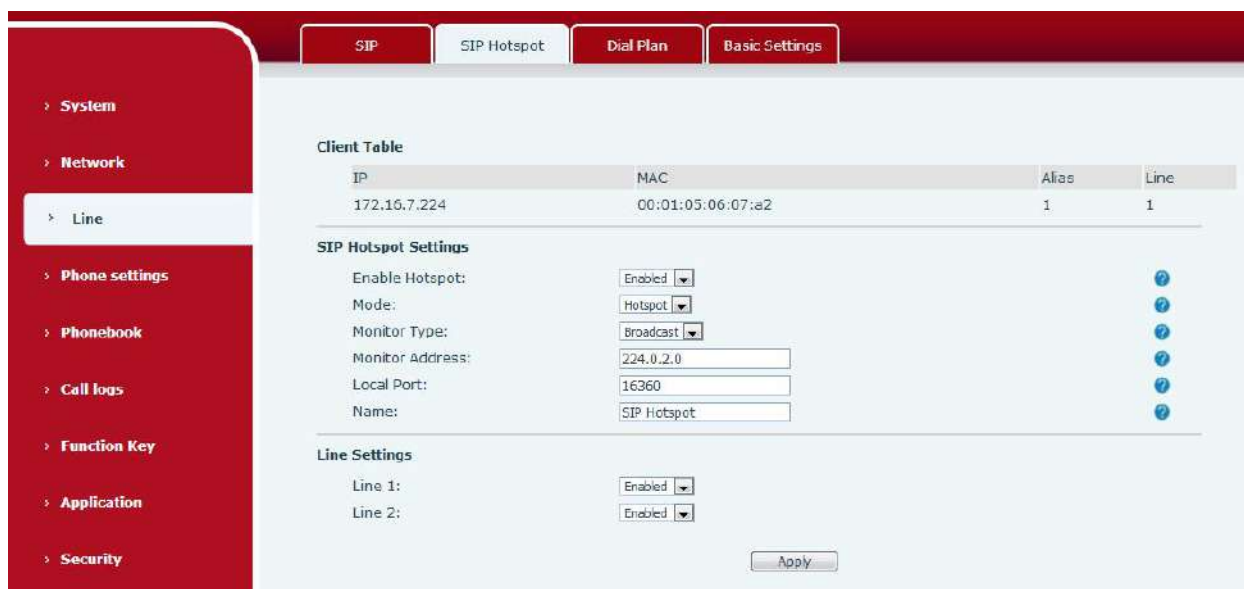 SIP
SIP Hotspot
Dial Plan
Basic Settings
› System
› Network
› Line
› Phone settings
› Phonebook
› Call logs
› Function Key
› Application
› Security
Client Table
IP MAC Alias Line
172.16.7.224 00:01:05:06:07:a2 1 1
SIP Hotspot Settings
Enable Hotspot: Enabled
Mode: Hotspot
Monitor Type: Broadcast
Monitor Address: 224.0.2.0
Local Port: 16360
Name: SIP Hotspot
Line Settings
Line 1: Enabled
Line 2: Enabled
Apply